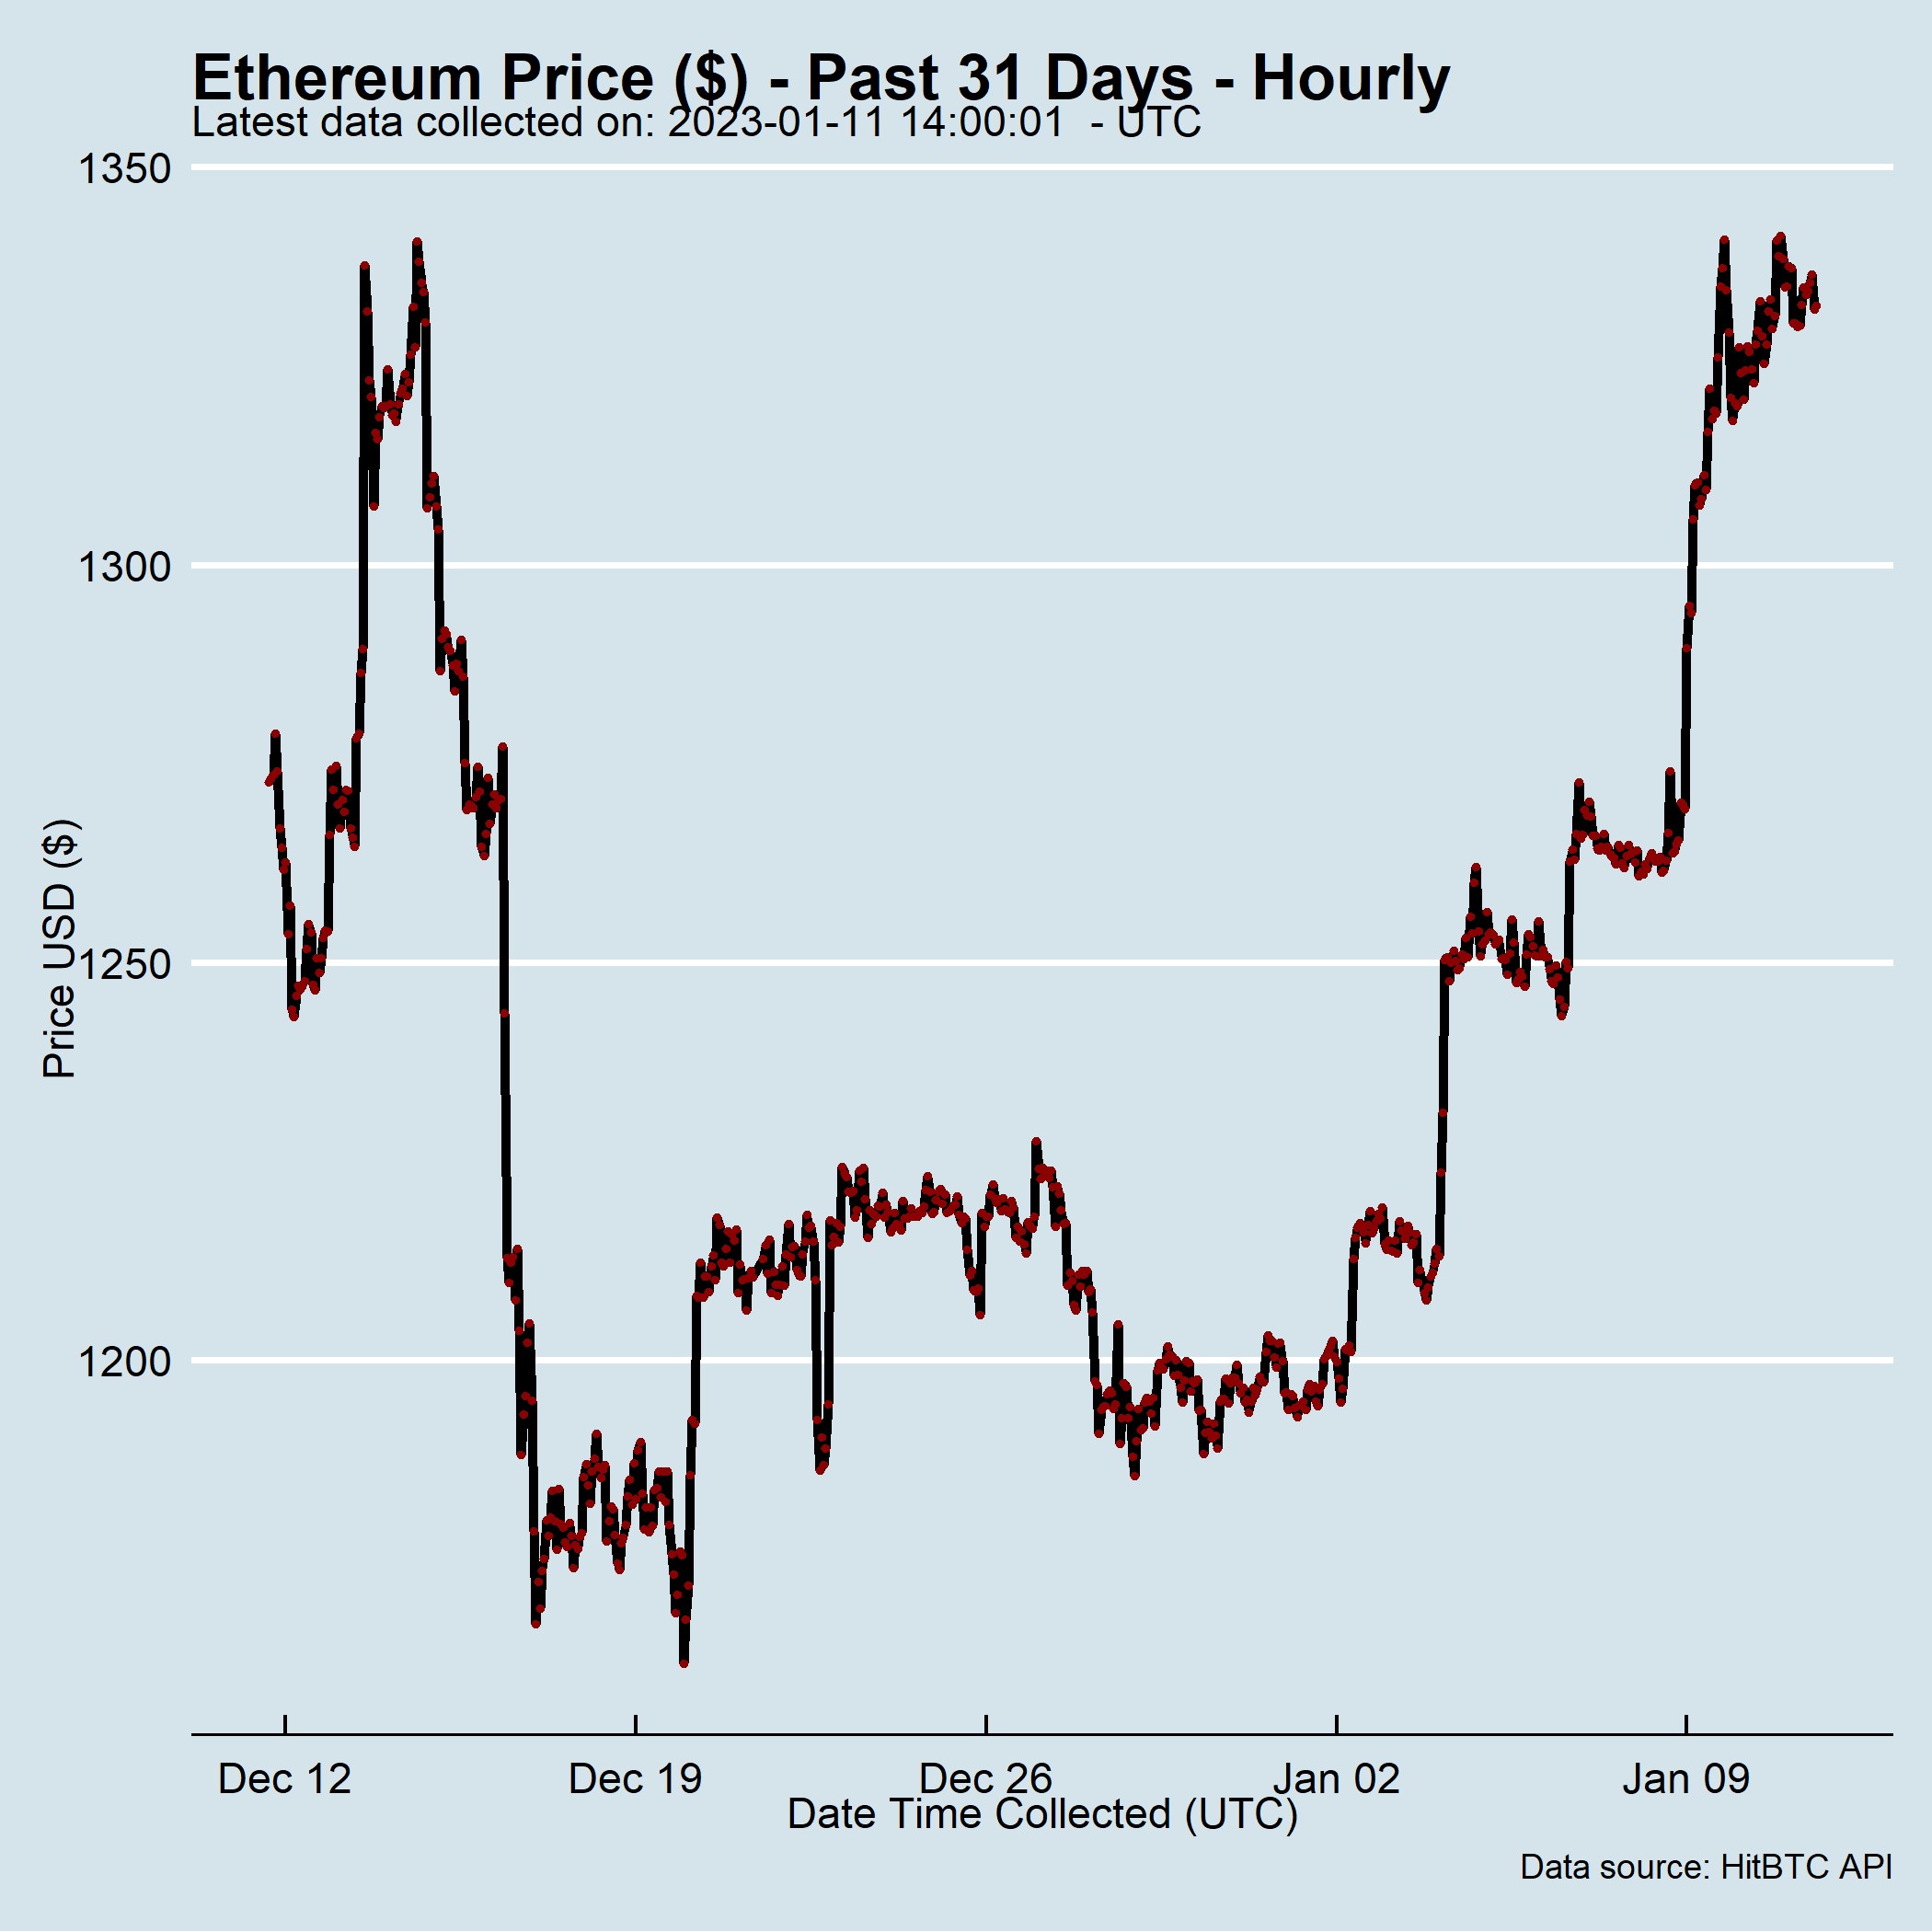 Ethereum Price ($) - Past 31 Days - Hourly
Latest data collected on: 2023-01-11 14:00:01  - UTC
1350
1300
1250
1200
Price USD ($)
Dec 12
Dec 19
Dec 26
Jan 02
Jan 09
Date Time Collected (UTC)
Data source: HitBTC API